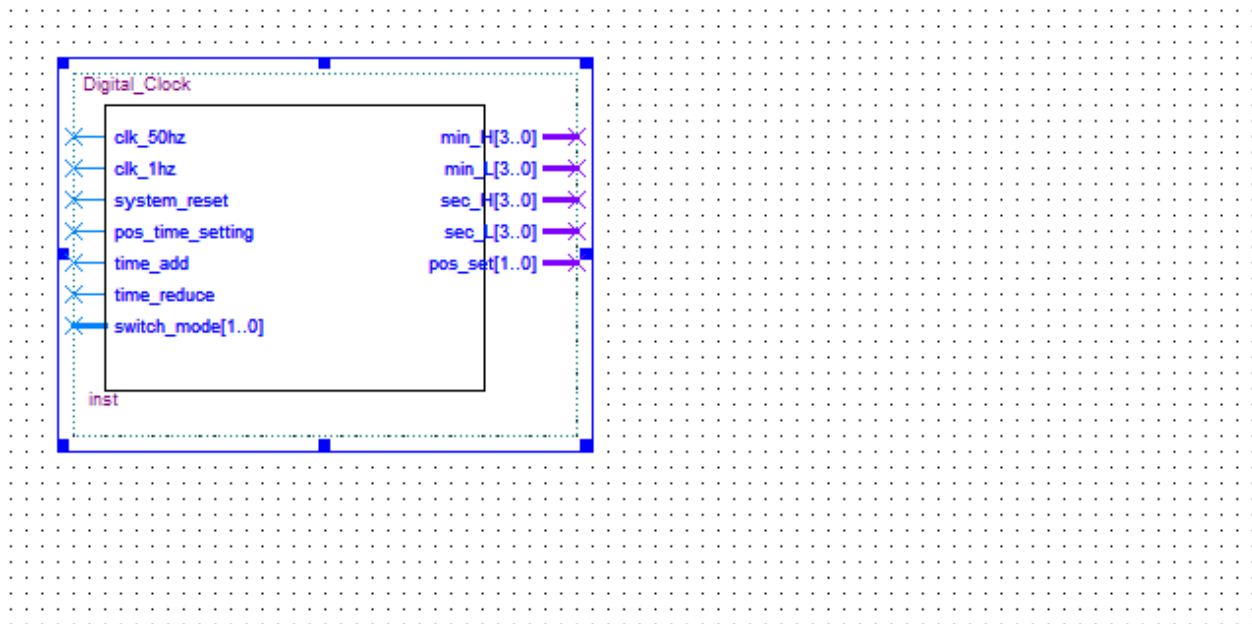 Digital_Clock
clk_50hz min_H[3..0]
clk_1hz min_L[3..0]
system_reset sec_H[3..0]
pos_time_setting sec_L[3..0]
time_add pos_set[1..0]
time_reduce
switch_mode[1..0]
inst